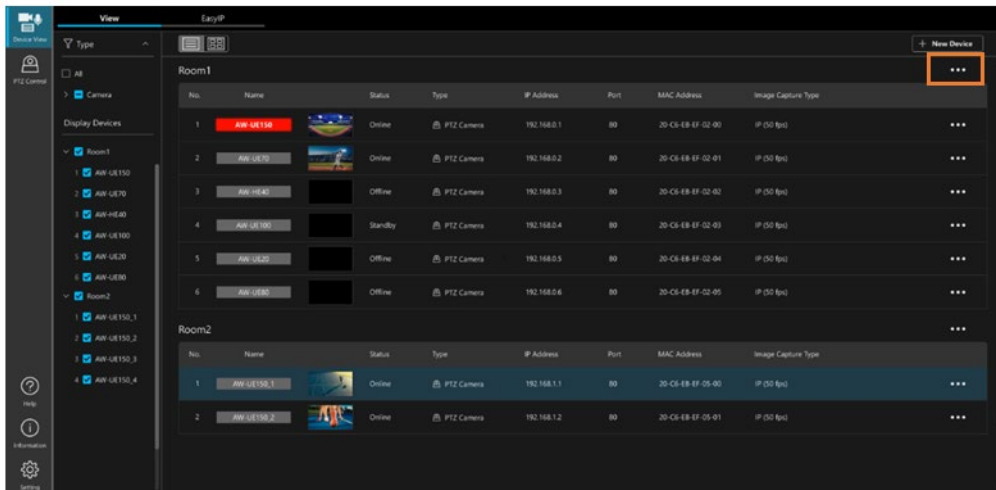 View EasyIP
Device View
PTZ Control
Type
All
Camera
Display Devices
Room1
1 AW-UE150
2 AW-UE70
3 AW-HE40
4 AW-UE100
5 AW-UE20
6 AW-UE80
Room2
1 AW-UE150_1
2 AW-UE150_2
3 AW-UE150_3
4 AW-UE150_4
Help
Information
Setting
+ New Device
Room1
No. Name Status Type IP Address Port MAC Address Image Capture Type
1 AW-UE150 Online PTZ Camera 192.168.0.1 80 20-C6-EB-EF-02-00 IP (50 fps)
2 AW-UE70 Online PTZ Camera 192.168.0.2 80 20-C6-EB-EF-02-01 IP (50 fps)
3 AW-HE40 Offline PTZ Camera 192.168.0.3 80 20-C6-EB-EF-02-02 IP (50 fps)
4 AW-UE100 Standby PTZ Camera 192.168.0.4 80 20-C6-EB-EF-02-03 IP (50 fps)
5 AW-UE20 Offline PTZ Camera 192.168.0.5 80 20-C6-EB-EF-02-04 IP (50 fps)
6 AW-UE80 Offline PTZ Camera 192.168.0.6 80 20-C6-EB-EF-02-05 IP (50 fps)
Room2
No. Name Status Type IP Address Port MAC Address Image Capture Type
1 AW-UE150_1 Online PTZ Camera 192.168.1.1 80 20-C6-EB-EF-05-00 IP (50 fps)
2 AW-UE150_2 Online PTZ Camera 192.168.1.2 80 20-C6-EB-EF-05-01 IP (50 fps)